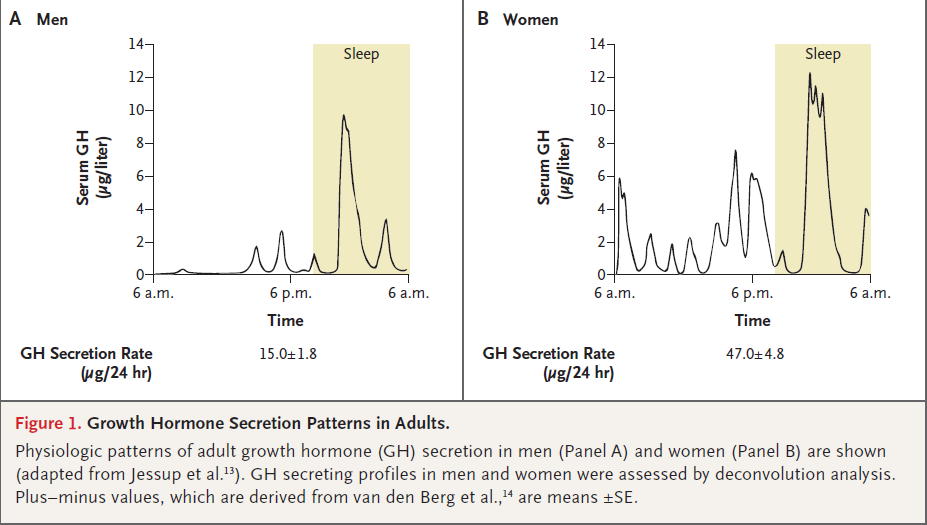 A Men
14
12
10
8
6
4
2
0
Serum GH
(µg/liter)
Sleep
6 a.m.
6 p.m.
6 a.m.
Time
GH Secretion Rate
(µg/24 hr)
15.0±1.8
B Women
14
12
10
8
6
4
2
0
Serum GH
(µg/liter)
Sleep
6 a.m.
6 p.m.
6 a.m.
Time
GH Secretion Rate
(µg/24 hr)
47.0±4.8
Figure 1. Growth Hormone Secretion Patterns in Adults.
Physiologic patterns of adult growth hormone (GH) secretion in men (Panel A) and women (Panel B) are shown
(adapted from Jessup et al.¹³). GH secreting profiles in men and women were assessed by deconvolution analysis.
Plus–minus values, which are derived from van den Berg et al.,¹⁴ are means ±SE.